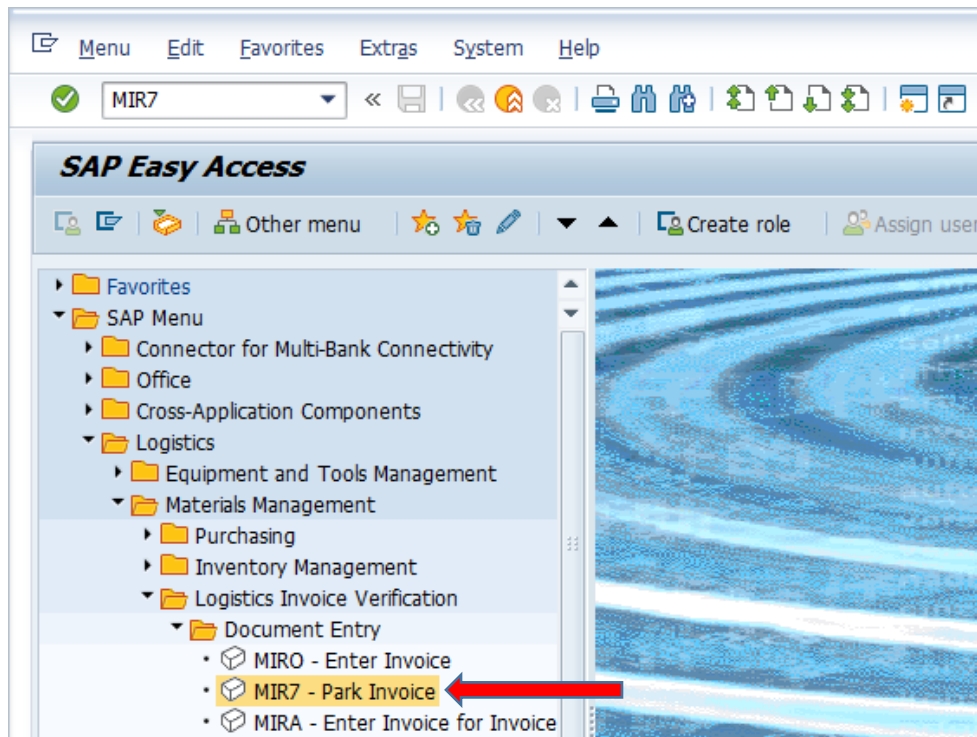 Menu Edit Favorites Extras System Help
MIR7
SAP Easy Access
Other menu Create role Assign user
Favorites
SAP Menu
Connector for Multi-Bank Connectivity
Office
Cross-Application Components
Logistics
Equipment and Tools Management
Materials Management
Purchasing
Inventory Management
Logistics Invoice Verification
Document Entry
MIRO - Enter Invoice
MIR7 - Park Invoice
MIRA - Enter Invoice for Invoice